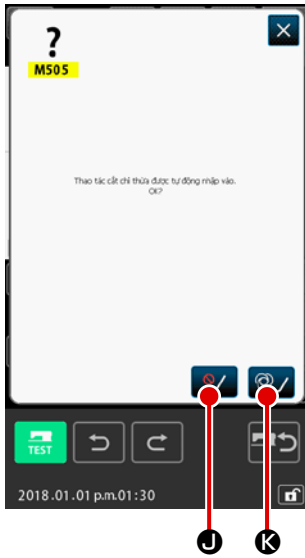 ?
M505
Thao tác cắt chỉ thừa được tự động nhập vào.
OK?
TEST
2018.01.01 p.m.01:30
J
K